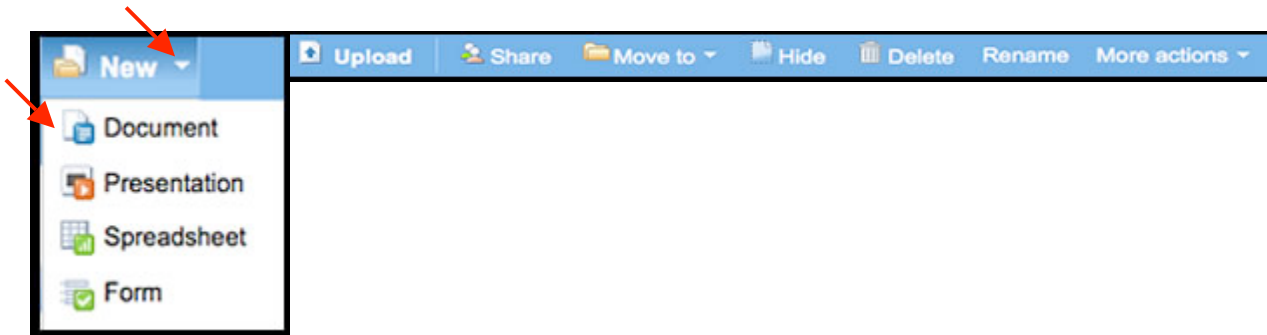 New Upload Share Move to Hide Delete Rename More actions
Document
Presentation
Spreadsheet
Form